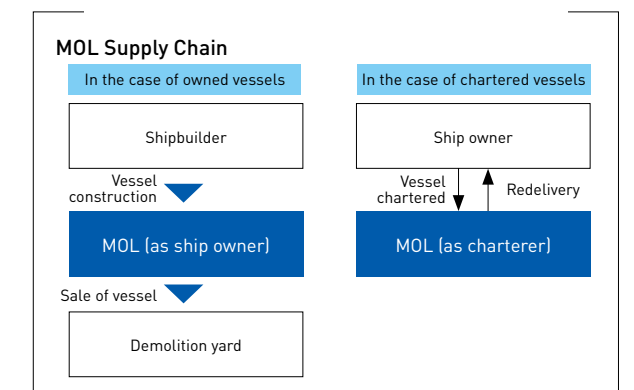 MOL Supply Chain
In the case of owned vessels
Shipbuilder
Vessel
construction
MOL (as ship owner)
Sale of vessel
Demolition yard
In the case of chartered vessels
Ship owner
Vessel
chartered
Redelivery
MOL (as charterer)